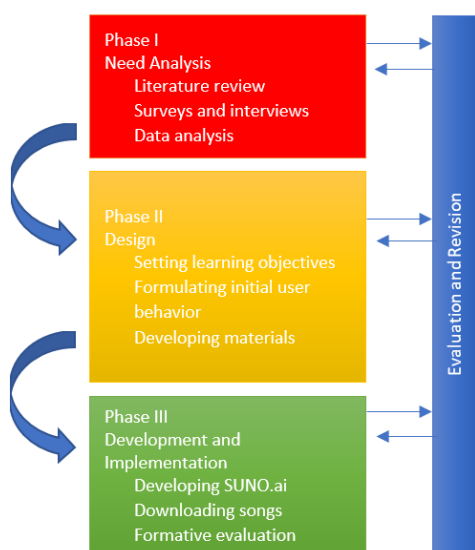 Phase I
Need Analysis
Literature review
Surveys and interviews
Data analysis
Phase II
Design
Setting learning objectives
Formulating initial user
behavior
Developing materials
Phase III
Development and
Implementation
Developing SUNO.ai
Downloading songs
Formative evaluation
Evaluation and Revision